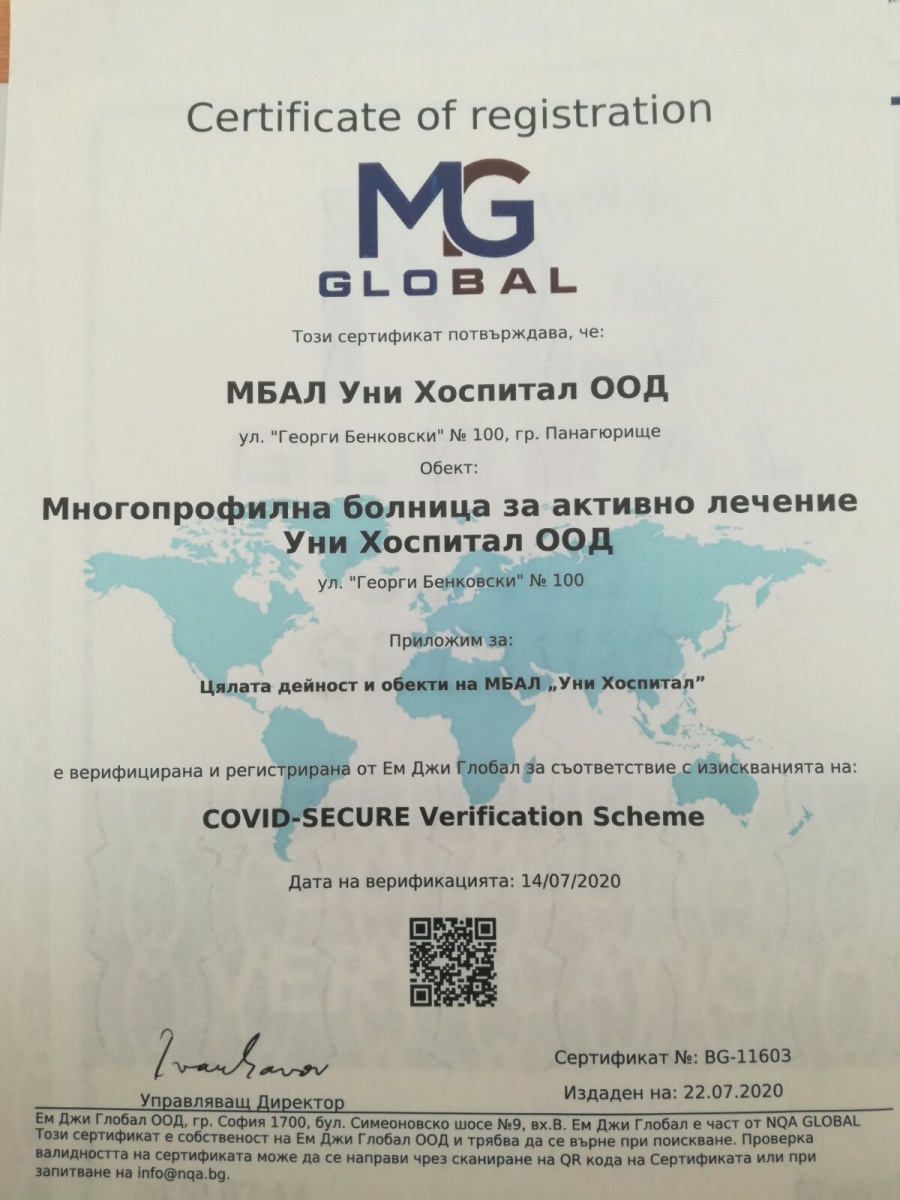 Certificate of registration
MG
GLOBAL
Този сертификат потвърждава, че:
МБАЛ Уни Хоспитал ООД
ул. "Георги Бенковски" № 100, гр. Панагюрище
Обект:
Многопрофилна болница за активно лечение
Уни Хоспитал ООД
ул. "Георги Бенковски" № 100
Приложим за:
Цялата дейност и обекти на МБАЛ „Уни Хоспитал”
е верифицирана и регистрирана от Ем Джи Глобал за съответствие с изискванията на:
COVID-SECURE Verification Scheme
Дата на верификацията: 14/07/2020
Сертификат №: BG-11603
Издаден на: 22.07.2020
Управляващ Директор
Ем Джи Глобал ООД, гр. София 1700, бул. Симеоновско шосе №9, вх.В. Ем Джи Глобал е част от NQA GLOBAL
Този сертификат е собственост на Ем Джи Глобал ООД и трябва да се върне при поискване. Проверка
валидността на сертификата може да се направи чрез сканиране на QR кода на Сертификата или при
запитване на info@nqa.bg.